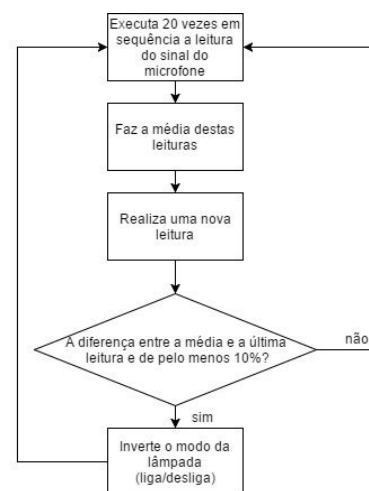 Executa 20 vezes em
sequência a leitura
do sinal do
microfone
Faz a média destas
leituras
Realiza uma nova
leitura
A diferença entre a média e a última
leitura e de pelo menos 10%?
não
sim
Inverte o modo da
lâmpada
(liga/desliga)